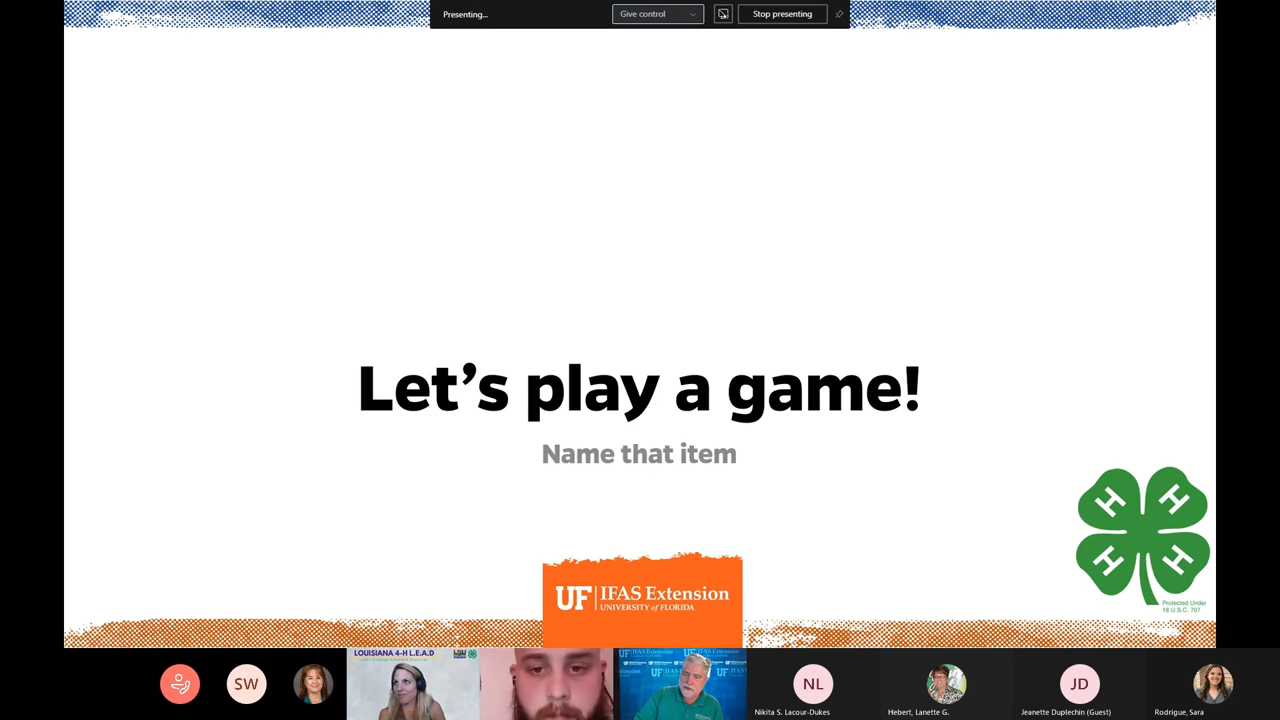 Presenting...
Give control
Stop presenting
Let's play a game!
Name that item
H H
H H
Protected Under
18 U.S.C. 707
UF IFAS Extension
UNIVERSITY of FLORIDA
LOUISIANA 4-H L.E.A.D
SW
NL
JD
Nikita S. Lacour-Dukes
Hebert, Lanette G.
Jeanette Duplechin (Guest)
Rodrigue, Sara